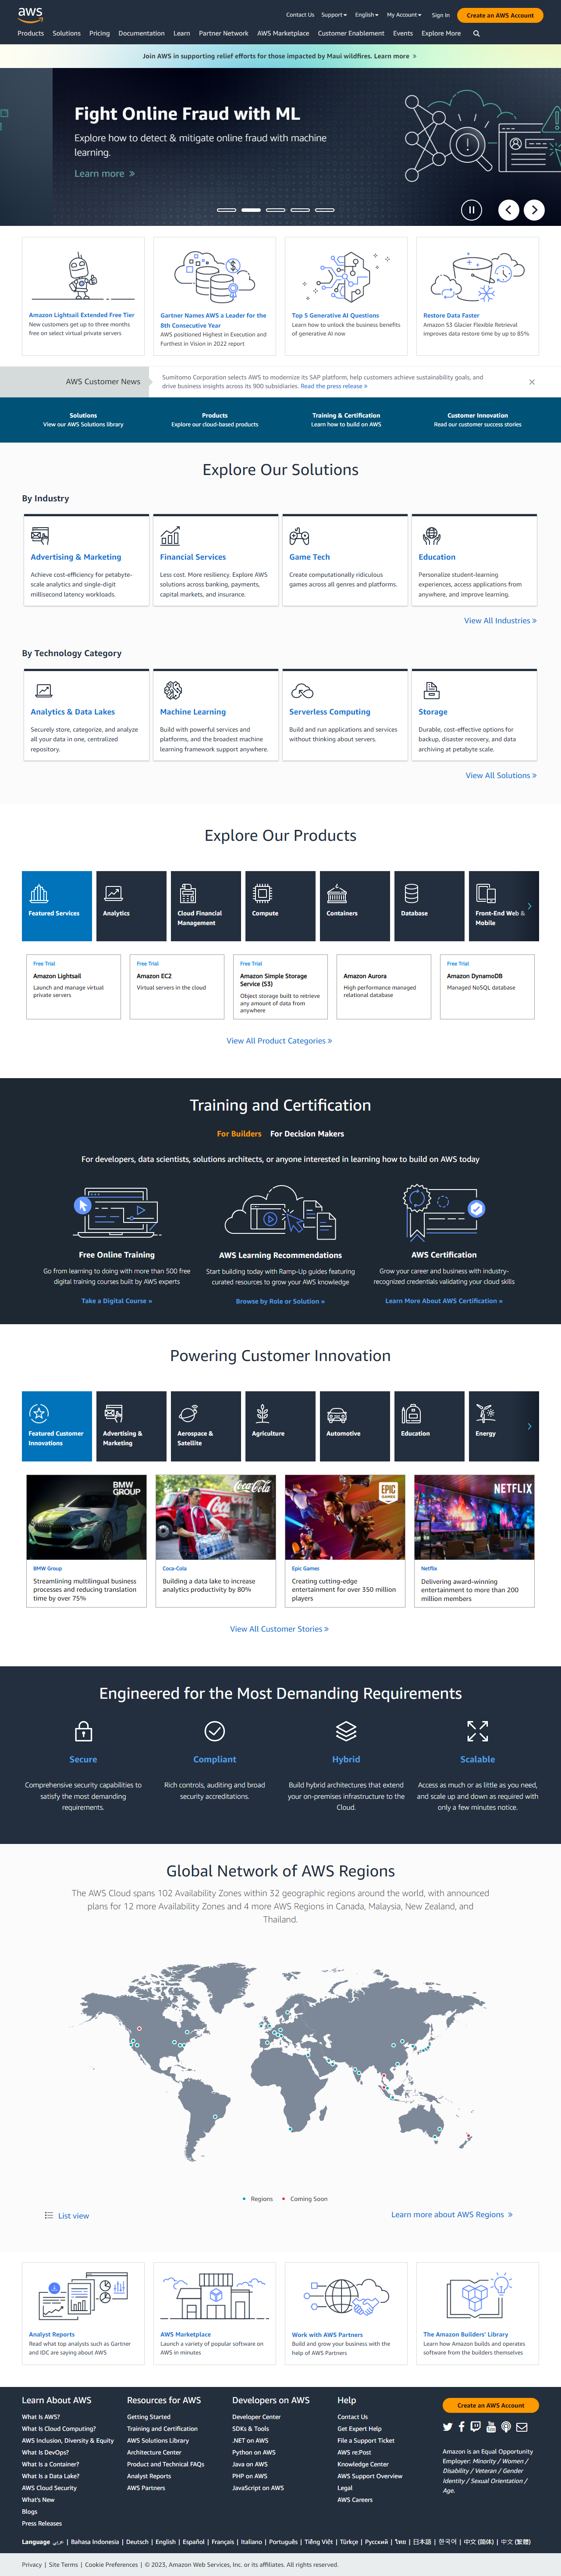 aws
Contact Us Support English My Account Sign In Create an AWS Account
Products Solutions Pricing Documentation Learn Partner Network AWS Marketplace Customer Enablement Events Explore More
Join AWS in supporting relief efforts for those impacted by Maui wildfires. Learn more »
Fight Online Fraud with ML
Explore how to detect & mitigate online fraud with machine
learning.
Learn more »
Amazon Lightsail Extended Free Tier
New customers get up to three months
free on select virtual private servers
Gartner Names AWS a Leader for the
8th Consecutive Year
AWS positioned Highest in Execution and
Furthest in Vision in 2022 report
Top 5 Generative AI Questions
Learn how to unlock the business benefits
of generative AI now
Restore Data Faster
Amazon S3 Glacier Flexible Retrieval
improves data restore time by up to 85%
AWS Customer News
Sumitomo Corporation selects AWS to modernize its SAP platform, help customers achieve sustainability goals, and
drive business insights across its 900 subsidiaries. Read the press release »
Solutions
View our AWS Solutions library
Products
Explore our cloud-based products
Training & Certification
Learn how to build on AWS
Customer Innovation
Read our customer success stories
Explore Our Solutions
By Industry
Advertising & Marketing
Achieve cost-efficiency for petabyte-
scale analytics and single-digit
millisecond latency workloads.
Financial Services
Less cost. More resiliency. Explore AWS
solutions across banking, payments,
capital markets, and insurance.
Game Tech
Create computationally ridiculous
games across all genres and platforms.
Education
Personalize student-learning
experiences, access applications from
anywhere, and improve learning.
View All Industries »
By Technology Category
Analytics & Data Lakes
Securely store, categorize, and analyze
all your data in one, centralized
repository.
Machine Learning
Build with powerful services and
platforms, and the broadest machine
learning framework support anywhere.
Serverless Computing
Build and run applications and services
without thinking about servers.
Storage
Durable, cost-effective options for
backup, disaster recovery, and data
archiving at petabyte scale.
View All Solutions »
Explore Our Products
Featured Services
Analytics
Cloud Financial
Management
Compute
Containers
Database
Front-End Web &
Mobile
Free Trial
Amazon Lightsail
Launch and manage virtual
private servers
Free Trial
Amazon EC2
Virtual servers in the cloud
Free Trial
Amazon Simple Storage
Service (S3)
Object storage built to retrieve
any amount of data from
anywhere
Amazon Aurora
High performance managed
relational database
Free Trial
Amazon DynamoDB
Managed NoSQL database
View All Product Categories »
Training and Certification
For Builders For Decision Makers
For developers, data scientists, solutions architects, or anyone interested in learning how to build on AWS today
Free Online Training
Go from learning to doing with more than 500 free
digital training courses built by AWS experts
Take a Digital Course »
AWS Learning Recommendations
Start building today with Ramp-Up guides featuring
curated resources to grow your AWS knowledge
Browse by Role or Solution »
AWS Certification
Grow your career and business with industry-
recognized credentials validating your cloud skills
Learn More About AWS Certification »
Powering Customer Innovation
Featured Customer
Innovations
Advertising &
Marketing
Aerospace &
Satellite
Agriculture
Automotive
Education
Energy
BMW
GROUP
BMW Group
Streamlining multilingual business
processes and reducing translation
time by over 75%
Coca-Cola
Coca-Cola
Building a data lake to increase
analytics productivity by 80%
EPIC
GAMES
Epic Games
Creating cutting-edge
entertainment for over 350 million
players
NETFLIX
Netflix
Delivering award-winning
entertainment to more than 200
million members
View All Customer Stories »
Engineered for the Most Demanding Requirements
Secure
Comprehensive security capabilities to
satisfy the most demanding
requirements.
Compliant
Rich controls, auditing and broad
security accreditations.
Hybrid
Build hybrid architectures that extend
your on-premises infrastructure to the
Cloud.
Scalable
Access as much or as little as you need,
and scale up and down as required with
only a few minutes notice.
Global Network of AWS Regions
The AWS Cloud spans 102 Availability Zones within 32 geographic regions around the world, with announced
plans for 12 more Availability Zones and 4 more AWS Regions in Canada, Malaysia, New Zealand, and
Thailand.
Regions Coming Soon
List view
Learn more about AWS Regions »
Analyst Reports
Read what top analysts such as Gartner
and IDC are saying about AWS
AWS Marketplace
Launch a variety of popular software on
AWS in minutes
Work with AWS Partners
Build and grow your business with the
help of AWS Partners
The Amazon Builders' Library
Learn how Amazon builds and operates
software from the builders themselves
Learn About AWS
What Is AWS?
What Is Cloud Computing?
AWS Inclusion, Diversity & Equity
What Is DevOps?
What Is a Container?
What Is a Data Lake?
AWS Cloud Security
What's New
Blogs
Press Releases
Resources for AWS
Getting Started
Training and Certification
AWS Solutions Library
Architecture Center
Product and Technical FAQs
Analyst Reports
AWS Partners
Developers on AWS
Developer Center
SDKs & Tools
.NET on AWS
Python on AWS
Java on AWS
PHP on AWS
JavaScript on AWS
Help
Contact Us
Get Expert Help
File a Support Ticket
AWS re:Post
Knowledge Center
AWS Support Overview
Legal
AWS Careers
Create an AWS Account
Amazon is an Equal Opportunity
Employer: Minority / Women /
Disability / Veteran / Gender
Identity / Sexual Orientation /
Age.
Language عربي | Bahasa Indonesia | Deutsch | English | Español | Français | Italiano | Português | Tiếng Việt | Türkçe | Ρусский | ไทย | 日本語 | 한국어 | 中文 (简体) | 中文 (繁體)
Privacy | Site Terms | Cookie Preferences | © 2023, Amazon Web Services, Inc. or its affiliates. All rights reserved.